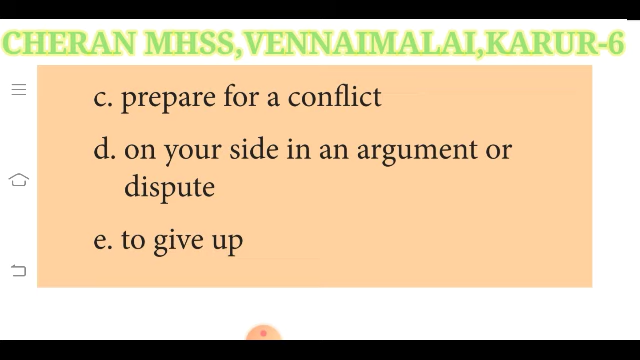 CHERAN MHSS,VENNAIMALAI,KARUR-6
c. prepare for a conflict
d. on your side in an argument or
dispute
e. to give up